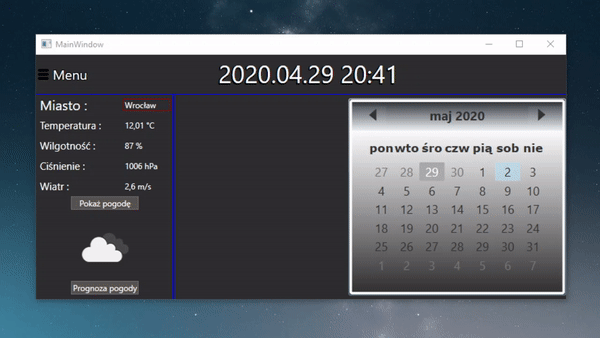 MainWindow
Menu
2020.04.29 20:41
Miasto : Wrocław
Temperatura : 12,01 °C
Wilgotność : 87 %
Ciśnienie : 1006 hPa
Wiatr : 2,6 m/s
Pokaż pogodę
Prognoza pogody
maj 2020
pon wto śro czw pią sob nie
27 28 29 30 1 2 3
4 5 6 7 8 9 10
11 12 13 14 15 16 17
18 19 20 21 22 23 24
25 26 27 28 29 30 31
1 2 3 4 5 6 7